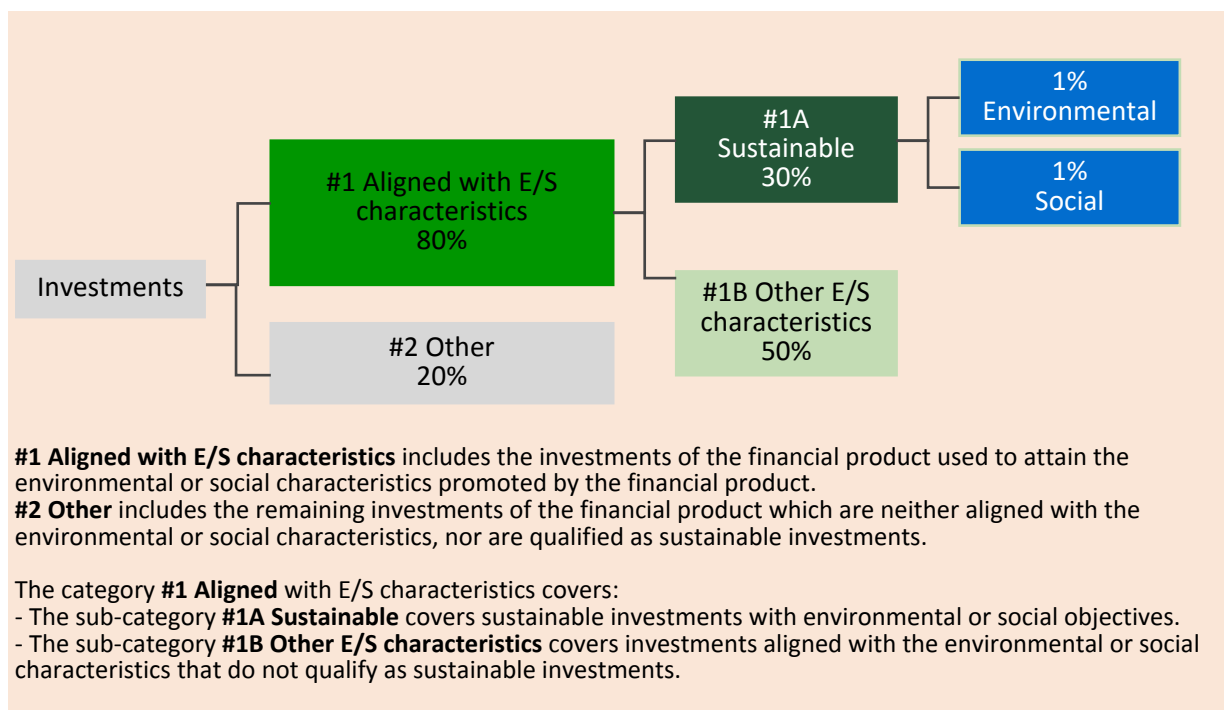 1%
Environmental
#1A
Sustainable
30%
1%
Social
#1 Aligned with E/S
characteristics
80%
Investments
#1B Other E/S
characteristics
50%
#2 Other
20%
#1 Aligned with E/S characteristics includes the investments of the financial product used to attain the
environmental or social characteristics promoted by the financial product.
#2 Other includes the remaining investments of the financial product which are neither aligned with the
environmental or social characteristics, nor are qualified as sustainable investments.
The category #1 Aligned with E/S characteristics covers:
- The sub-category #1A Sustainable covers sustainable investments with environmental or social objectives.
- The sub-category #1B Other E/S characteristics covers investments aligned with the environmental or social
characteristics that do not qualify as sustainable investments.